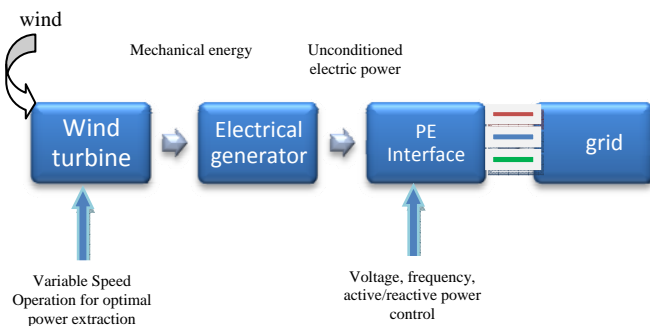 wind
Mechanical energy
Unconditioned
electric power
Wind
turbine
Electrical
generator
PE
Interface
grid
Variable Speed
Operation for optimal
power extraction
Voltage, frequency,
active/reactive power
control